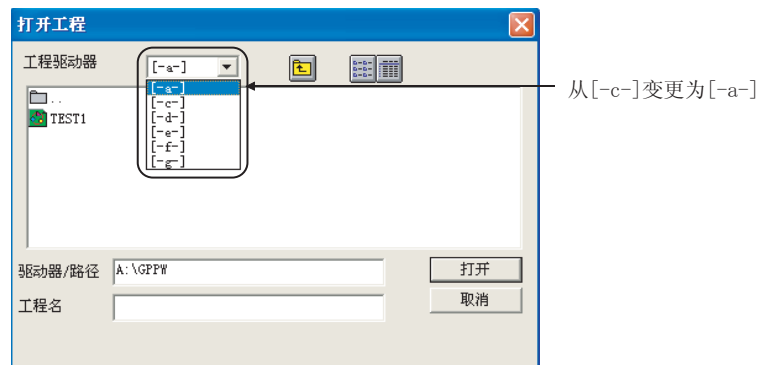 打开工程
工程驱动器
[-a-]
[-a-]
[-c-]
[-d-]
[-e-]
[-f-]
[-g-]
从[-c-]变更为[-a-]
..
TEST1
驱动器/路径
A:\GPPW
打开
工程名
取消